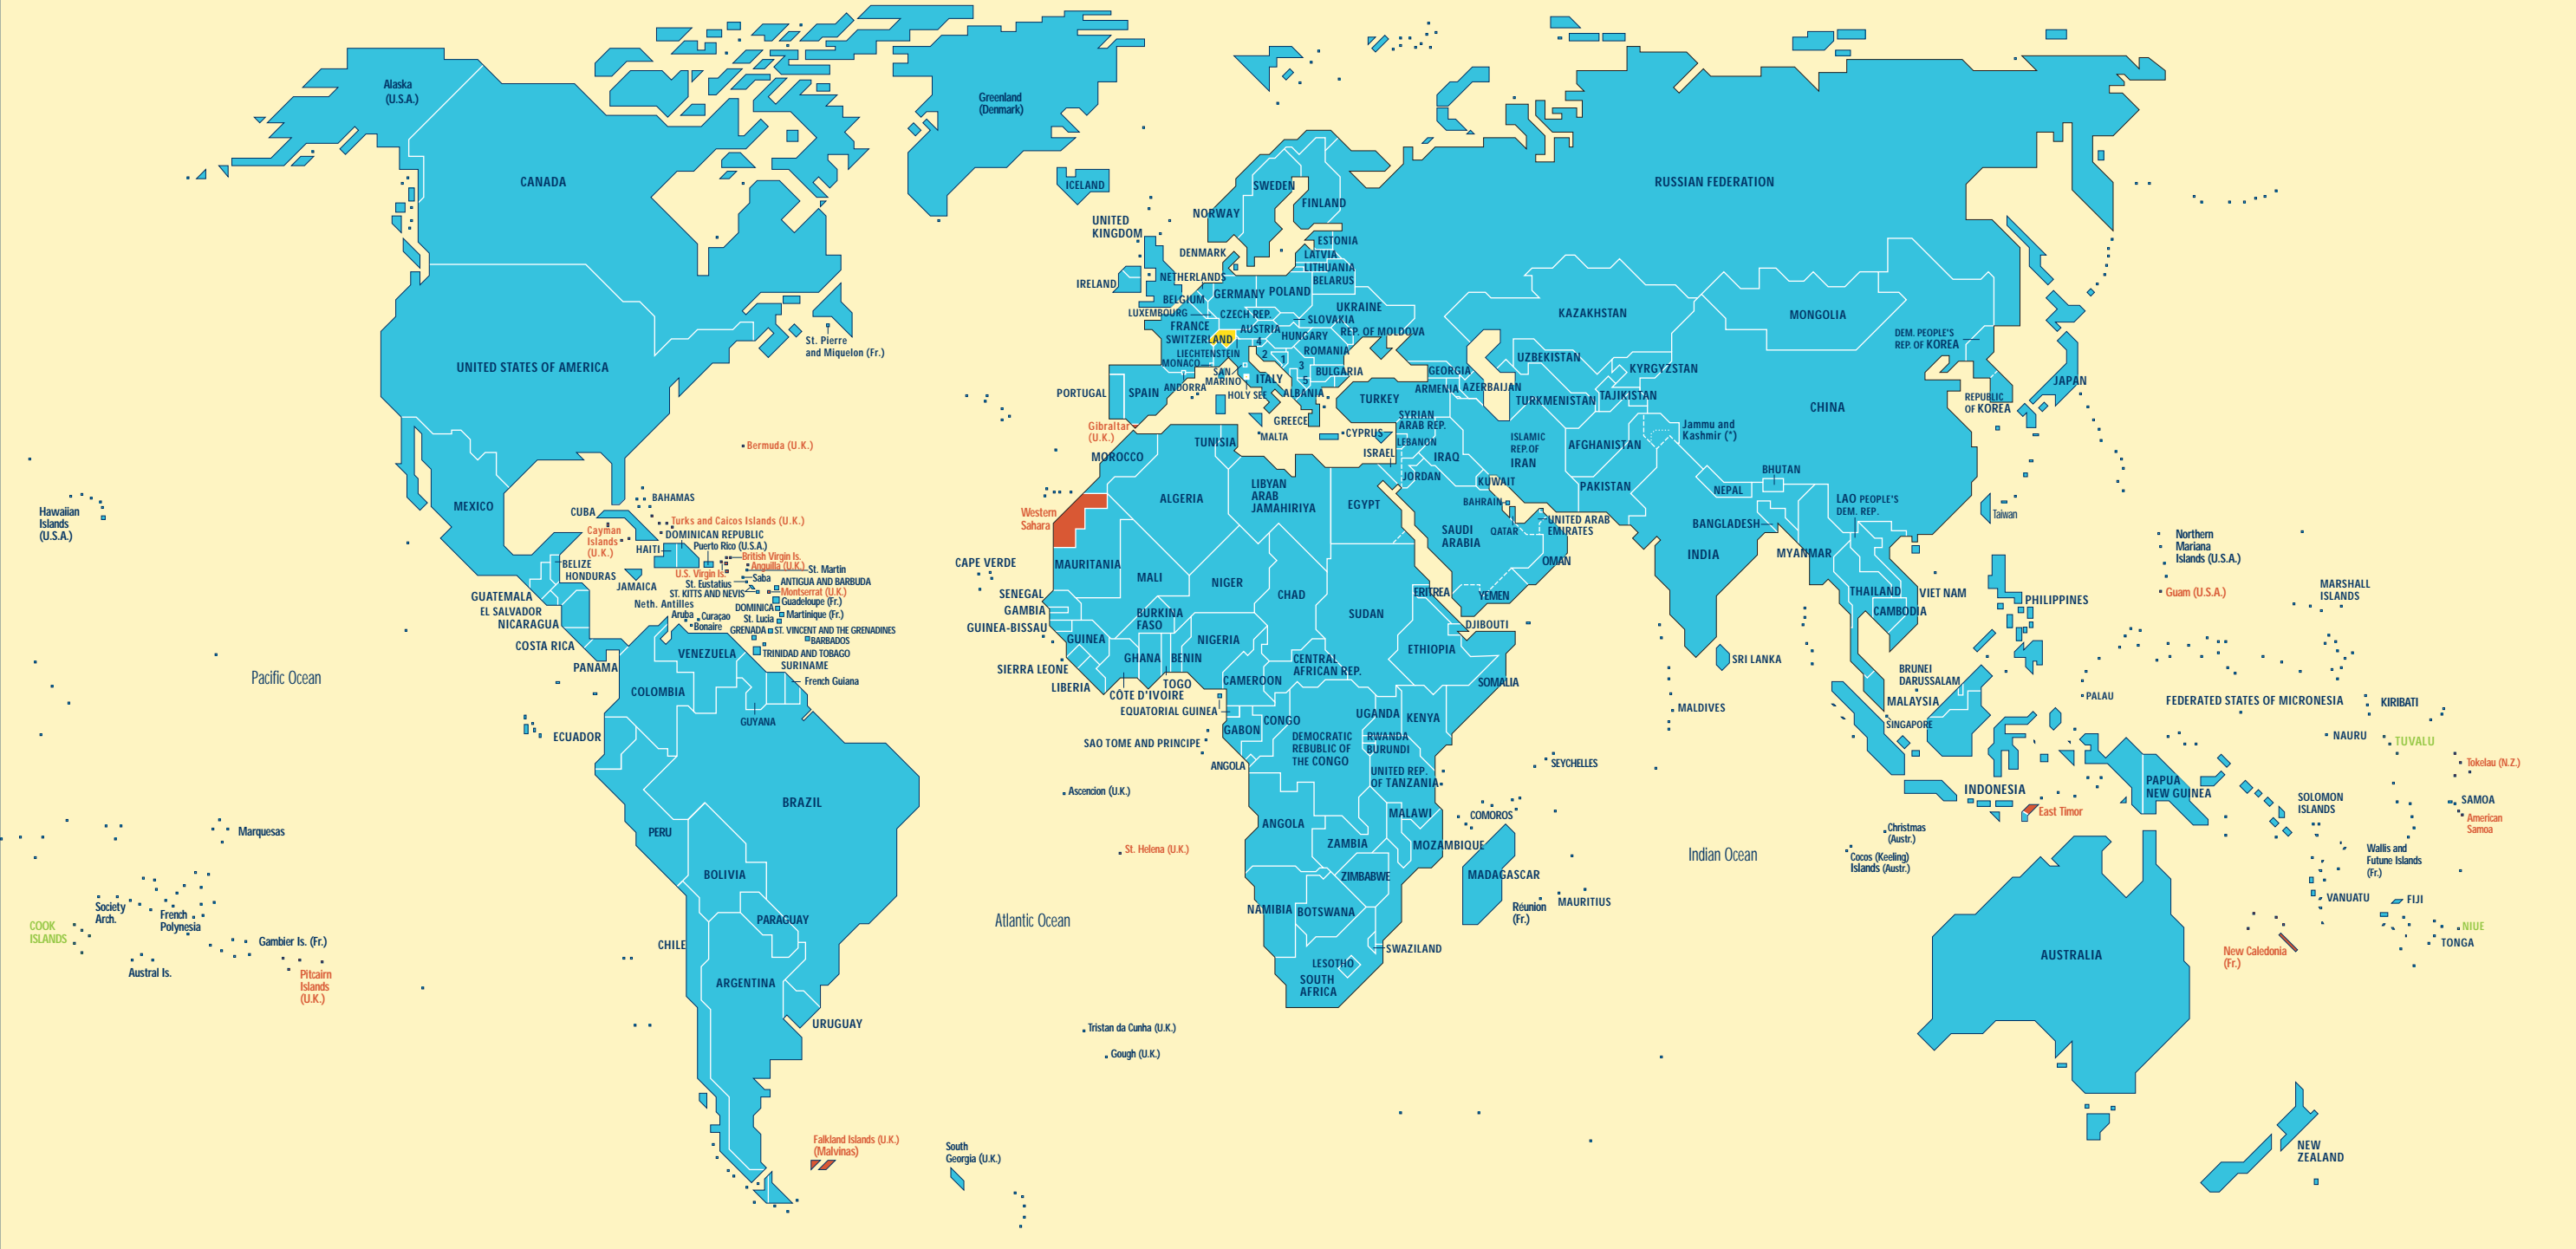 Alaska
(U.S.A.)
CANADA
Greenland
(Denmark)
ICELAND
RUSSIAN FEDERATION
UNITED STATES OF AMERICA
St. Pierre
and Miquelon (Fr.)
SWEDEN
NORWAY
FINLAND
UNITED
KINGDOM
ESTONIA
DENMARK
LATVIA
LITHUANIA
NETHERLANDS
BELARUS
IRELAND
GERMANY
POLAND
BELGIUM
UKRAINE
LUXEMBOURG
CZECH REP.
SLOVAKIA
FRANCE
AUSTRIA
HUNGARY
REP. OF MOLDOVA
SWITZERLAND
4
LIECHTENSTEIN
2
1
ROMANIA
MONACO
3
SAN
MARINO
ITALY
5
BULGARIA
ANDORRA
PORTUGAL
SPAIN
HOLY SEE
ALBANIA
GREECE
MALTA
TURKEY
GEORGIA
ARMENIA
AZERBAIJAN
CYPRUS
SYRIAN
ARAB REP.
LEBANON
ISRAEL
JORDAN
IRAQ
KUWAIT
BAHRAIN
QATAR
UNITED ARAB
EMIRATES
SAUDI
ARABIA
OMAN
YEMEN
ISLAMIC
REP.OF
IRAN
KAZAKHSTAN
UZBEKISTAN
KYRGYZSTAN
TURKMENISTAN
TAJIKISTAN
AFGHANISTAN
PAKISTAN
Jammu and
Kashmir (*)
MONGOLIA
CHINA
DEM. PEOPLE'S
REP. OF KOREA
REPUBLIC
OF KOREA
JAPAN
Taiwan
NEPAL
BHUTAN
BANGLADESH
INDIA
MYANMAR
LAO PEOPLE'S
DEM. REP.
THAILAND
VIET NAM
CAMBODIA
PHILIPPINES
SRI LANKA
MALDIVES
BRUNEI
DARUSSALAM
MALAYSIA
SINGAPORE
INDONESIA
East Timor
PALAU
PAPUA
NEW GUINEA
Northern
Mariana
Islands (U.S.A.)
Guam (U.S.A.)
MARSHALL
ISLANDS
FEDERATED STATES OF MICRONESIA
KIRIBATI
NAURU
TUVALU
Tokelau (N.Z.)
SOLOMON
ISLANDS
SAMOA
American
Samoa
Wallis and
Futune Islands
(Fr.)
VANUATU
FIJI
NIUE
TONGA
New Caledonia
(Fr.)
AUSTRALIA
NEW
ZEALAND
Christmas
(Austr.)
Cocos (Keeling)
Islands (Austr.)
Indian Ocean
Gibraltar
(U.K.)
MOROCCO
TUNISIA
ALGERIA
LIBYAN
ARAB
JAMAHIRIYA
EGYPT
Western
Sahara
CAPE VERDE
MAURITANIA
MALI
NIGER
CHAD
SUDAN
ERITREA
SENEGAL
GAMBIA
GUINEA-BISSAU
GUINEA
BURKINA
FASO
NIGERIA
DJIBOUTI
ETHIOPIA
SIERRA LEONE
LIBERIA
GHANA
BENIN
TOGO
CÔTE D'IVOIRE
CENTRAL
AFRICAN REP.
CAMEROON
SOMALIA
EQUATORIAL GUINEA
GABON
CONGO
UGANDA
KENYA
SAO TOME AND PRINCIPE
DEMOCRATIC
REPUBLIC OF
THE CONGO
RWANDA
BURUNDI
ANGOLA
UNITED REP.
OF TANZANIA
SEYCHELLES
ANGOLA
MALAWI
COMOROS
ZAMBIA
MOZAMBIQUE
ZIMBABWE
MADAGASCAR
Réunion
(Fr.)
MAURITIUS
NAMIBIA
BOTSWANA
SWAZILAND
LESOTHO
SOUTH
AFRICA
Ascencion (U.K.)
St. Helena (U.K.)
Atlantic Ocean
Tristan da Cunha (U.K.)
Gough (U.K.)
Bermuda (U.K.)
MEXICO
BAHAMAS
CUBA
Turks and Caicos Islands (U.K.)
Cayman
Islands
(U.K.)
DOMINICAN REPUBLIC
HAITI
Puerto Rico (U.S.A.)
British Virgin Is.
Anguilla (U.K.)
St. Martin
U.S. Virgin Is.
Saba
St. Eustatius
ANTIGUA AND BARBUDA
ST. KITTS AND NEVIS
Montserrat (U.K.)
Guadeloupe (Fr.)
DOMINICA
Martinique (Fr.)
St. Lucia
Neth. Antilles
Aruba
Curaçao
Bonaire
GRENADA
ST. VINCENT AND THE GRENADINES
BARBADOS
TRINIDAD AND TOBAGO
JAMAICA
BELIZE
HONDURAS
GUATEMALA
EL SALVADOR
NICARAGUA
COSTA RICA
PANAMA
VENEZUELA
SURINAME
French Guiana
GUYANA
COLOMBIA
ECUADOR
BRAZIL
PERU
BOLIVIA
PARAGUAY
CHILE
ARGENTINA
URUGUAY
Falkland Islands (U.K.)
(Malvinas)
South
Georgia (U.K.)
Hawaiian
Islands
(U.S.A.)
Pacific Ocean
Marquesas
Society
Arch.
French
Polynesia
COOK
ISLANDS
Gambier Is. (Fr.)
Austral Is.
Pitcairn
Islands
(U.K.)